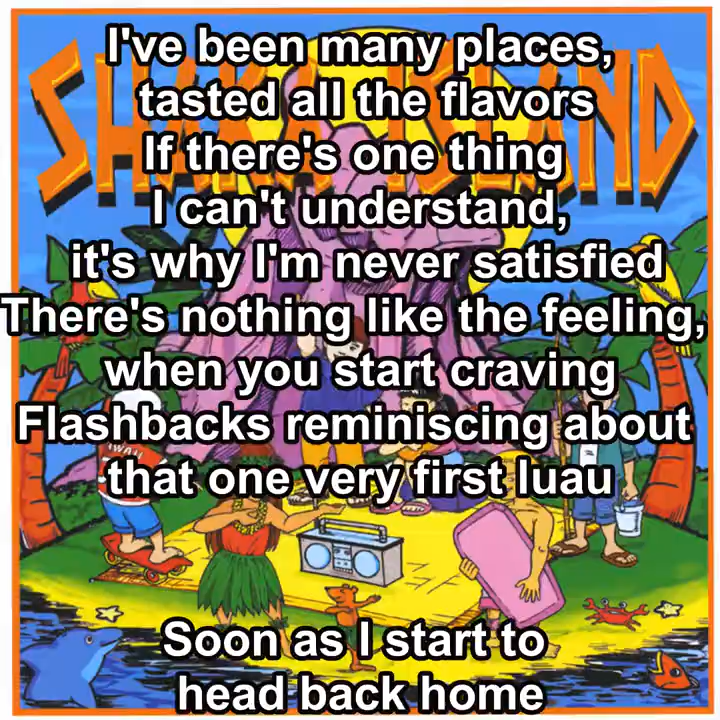 SHAKA ISLAND
I've been many places,
tasted all the flavors
If there's one thing
I can't understand,
it's why I'm never satisfied
There's nothing like the feeling,
when you start craving
Flashbacks reminiscing about
that one very first luau
Soon as I start to
head back home